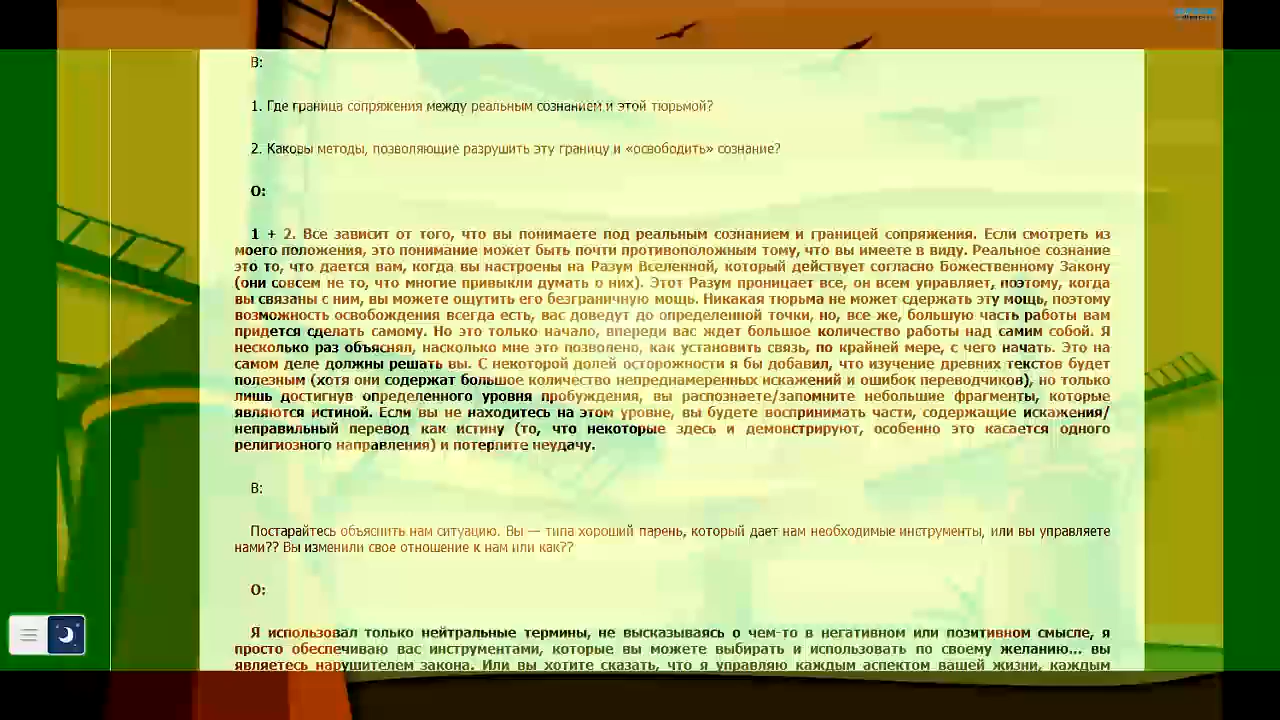 В:
1. Где граница сопряжения между реальным сознанием и этой тюрьмой?
2. Каковы методы, позволяющие разрушить эту границу и «освободить» сознание?
О:
1 + 2. Все зависит от того, что вы понимаете под реальным сознанием и границей сопряжения. Если смотреть из
моего положения, это понимание может быть почти противоположным тому, что вы имеете в виду. Реальное сознание
это то, что дается вам, когда вы настроены на Разум Вселенной, который действует согласно Божественному Закону
(они совсем не то, что многие привыкли думать о них). Этот Разум проницает все, он всем управляет, поэтому, когда
вы связаны с ним, вы можете ощутить его безграничную мощь. Никакая тюрьма не может сдержать эту мощь, поэтому
возможность освобождения всегда есть, вас доведут до определенной точки, но, все же, большую часть работы вам
придется сделать самому. Но это только начало, впереди вас ждет большое количество работы над самим собой. Я
несколько раз объяснял, насколько мне это позволено, как установить связь, по крайней мере, с чего начать. Это на
самом деле должны решать вы. С некоторой долей осторожности я бы добавил, что изучение древних текстов будет
полезным (хотя они содержат большое количество непреднамеренных искажений и ошибок переводчиков), но только
лишь достигнув определенного уровня пробуждения, вы распознаете/запомните небольшие фрагменты, которые
являются истиной. Если вы не находитесь на этом уровне, вы будете воспринимать части, содержащие искажения/
неправильный перевод как истину (то, что некоторые здесь и демонстрируют, особенно это касается одного
религиозного направления) и потерпите неудачу.
В:
Постарайтесь объяснить нам ситуацию. Вы — типа хороший парень, который дает нам необходимые инструменты, или вы управляете
нами?? Вы изменили свое отношение к нам или как??
О:
Я использовал только нейтральные термины, не высказываясь о чем-то в негативном или позитивном смысле, я
просто обеспечиваю вас инструментами, которые вы можете выбирать и использовать по своему желанию... вы
являетесь нарушителем закона. Или вы хотите сказать, что я управляю каждым аспектом вашей жизни, каждым